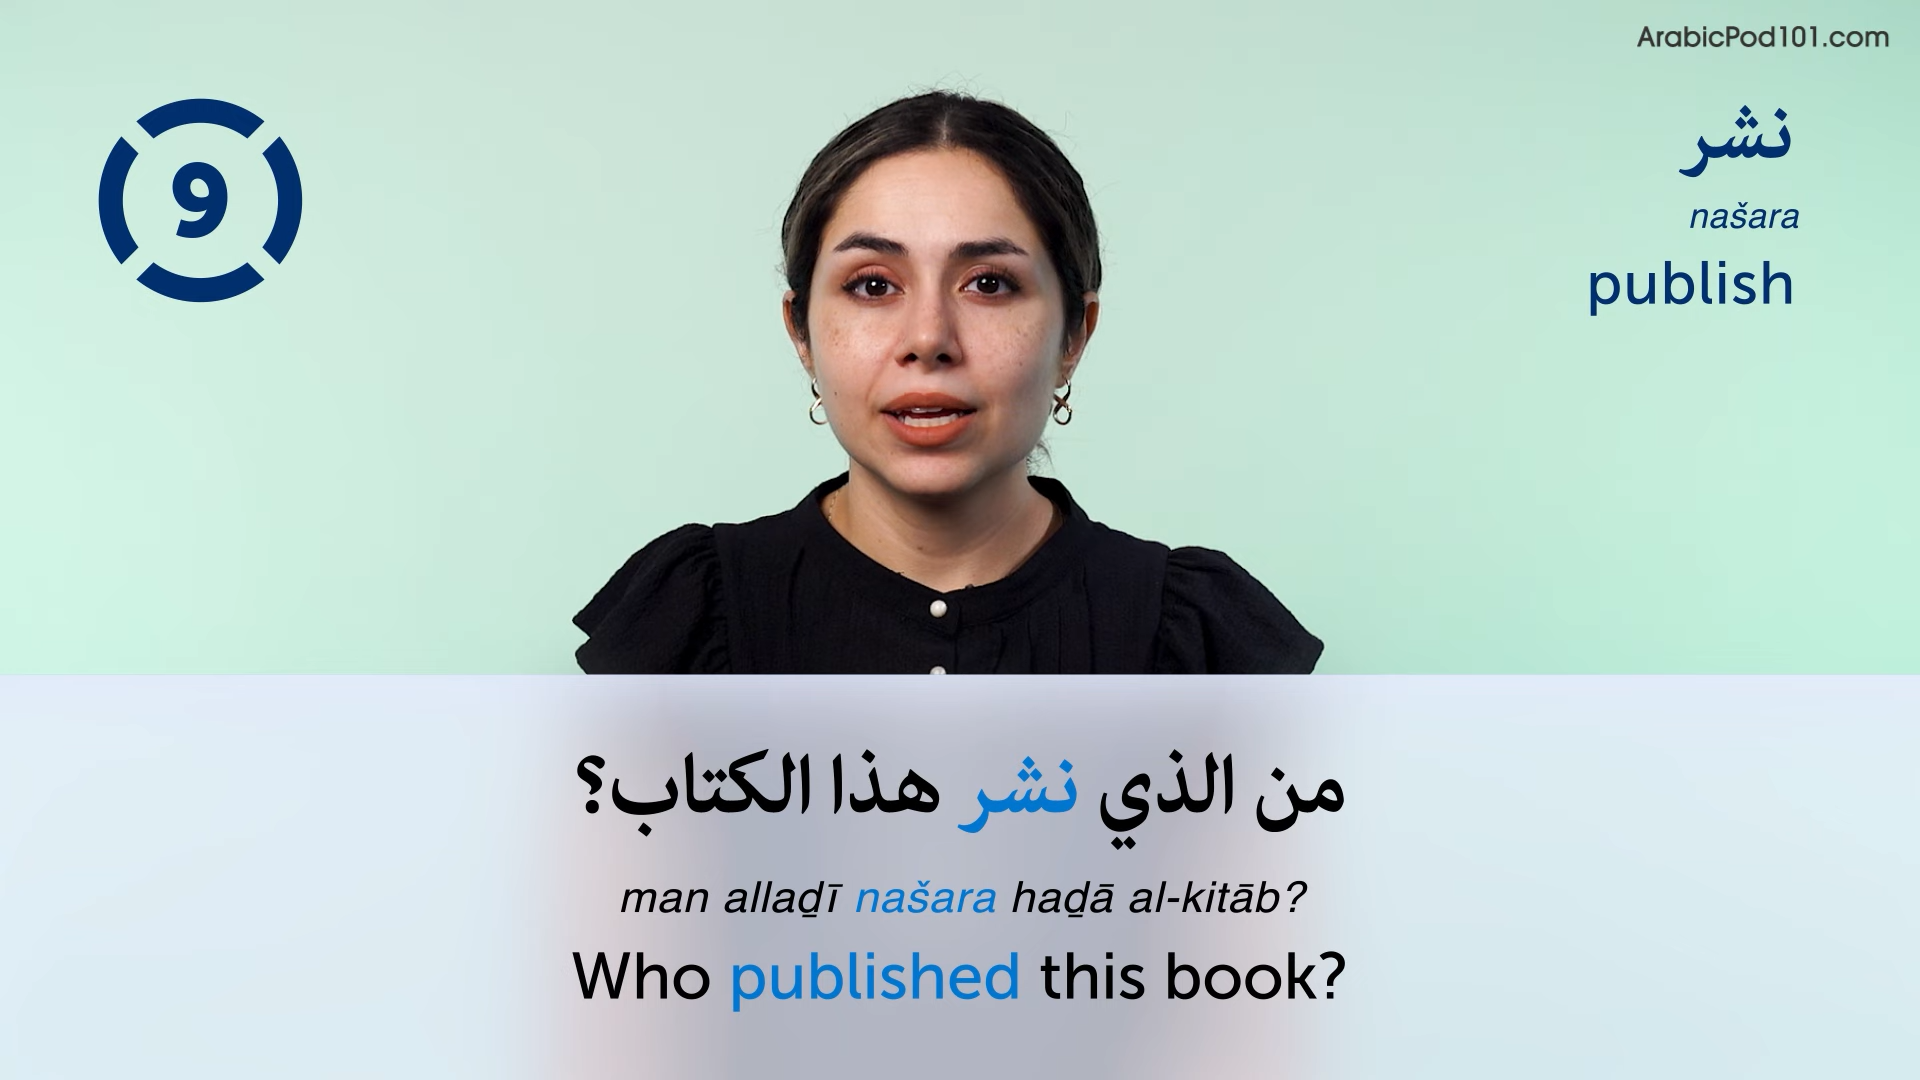 ArabicPod101.com
9
نشر
našara
publish
من الذي نشر هذا الكتاب؟
man allaḏī našara haḏā al-kitāb?
Who published this book?